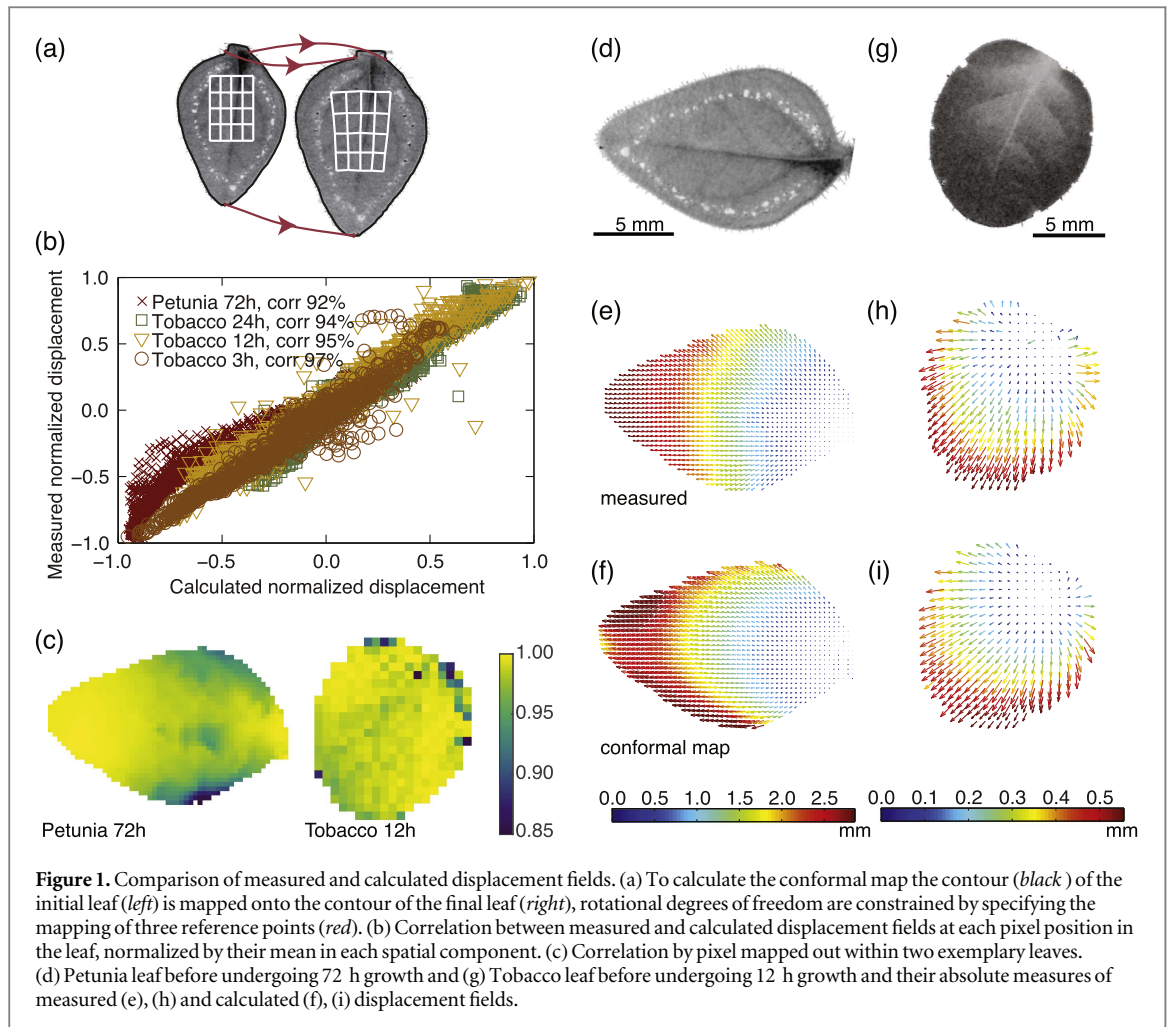 (a)
(d)
(g)
5 mm
5 mm
(b)
Measured normalized displacement
1.0
0.5
0.0
−0.5
−1.0
Petunia 72h, corr 92%
Tobacco 24h, corr 94%
Tobacco 12h, corr 95%
Tobacco 3h, corr 97%
−1.0
−0.5
0.0
0.5
1.0
Calculated normalized displacement
(e)
(h)
measured
(f)
(i)
conformal map
(c)
1.00
0.95
0.90
0.85
Petunia 72h
Tobacco 12h
0.0 0.5 1.0 1.5 2.0 2.5
mm
0.0 0.1 0.2 0.3 0.4 0.5
mm
Figure 1. Comparison of measured and calculated displacement fields. (a) To calculate the conformal map the contour (black ) of the
initial leaf (left) is mapped onto the contour of the final leaf (right), rotational degrees of freedom are constrained by specifying the
mapping of three reference points (red). (b) Correlation between measured and calculated displacement fields at each pixel position in
the leaf, normalized by their mean in each spatial component. (c) Correlation by pixel mapped out within two exemplary leaves.
(d) Petunia leaf before undergoing 72 h growth and (g) Tobacco leaf before undergoing 12 h growth and their absolute measures of
measured (e), (h) and calculated (f), (i) displacement fields.